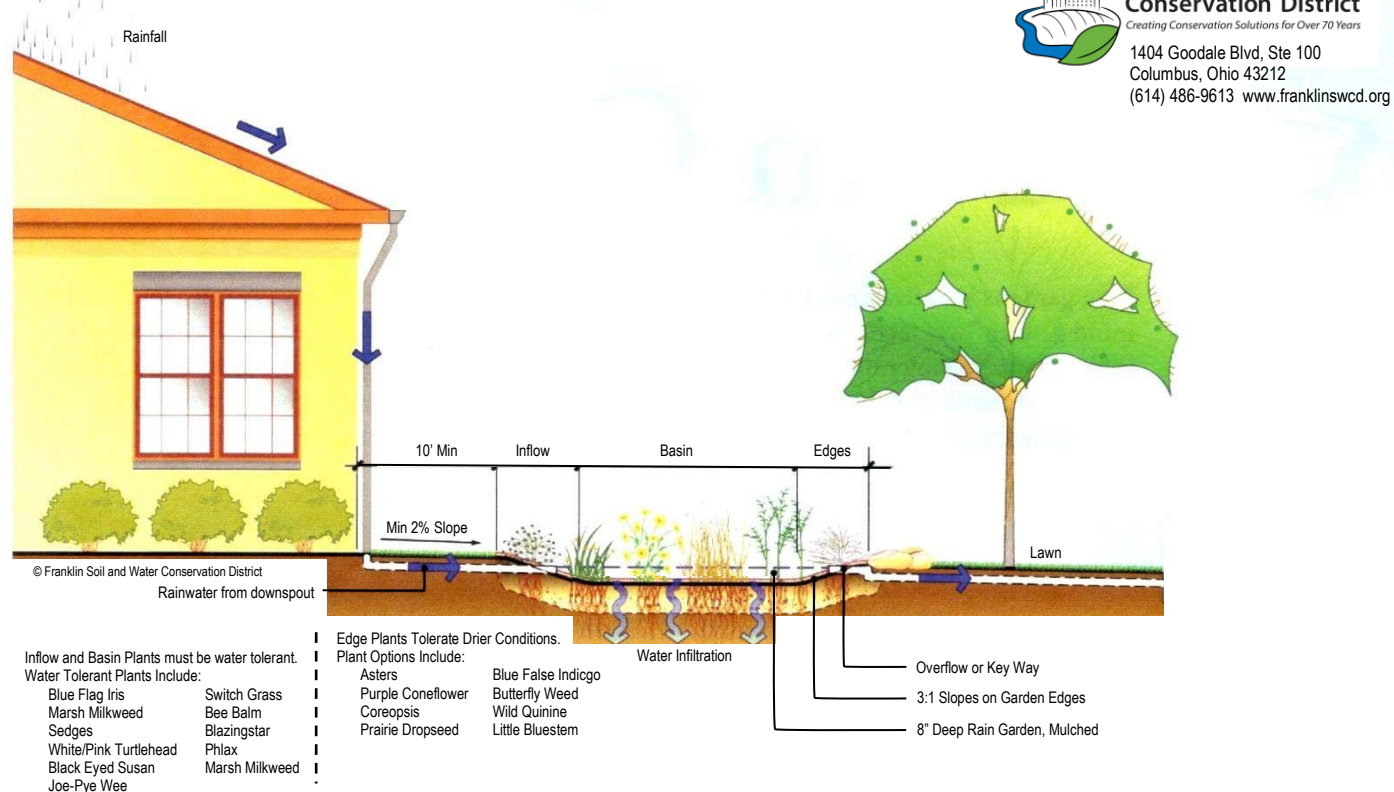 Conservation District
Creating Conservation Solutions for Over 70 Years
1404 Goodale Blvd, Ste 100
Columbus, Ohio 43212
(614) 486-9613 www.franklinswcd.org
Rainfall
10' Min
Inflow
Basin
Edges
Min 2% Slope
Lawn
© Franklin Soil and Water Conservation District
Rainwater from downspout
Water Infiltration
Overflow or Key Way
3:1 Slopes on Garden Edges
8" Deep Rain Garden, Mulched
Inflow and Basin Plants must be water tolerant.
Water Tolerant Plants Include:
Blue Flag Iris
Marsh Milkweed
Sedges
White/Pink Turtlehead
Black Eyed Susan
Joe-Pye Wee
Switch Grass
Bee Balm
Blazingstar
Phlax
Marsh Milkweed
Edge Plants Tolerate Drier Conditions.
Plant Options Include:
Asters
Purple Coneflower
Coreopsis
Prairie Dropseed
Blue False Indicgo
Butterfly Weed
Wild Quinine
Little Bluestem